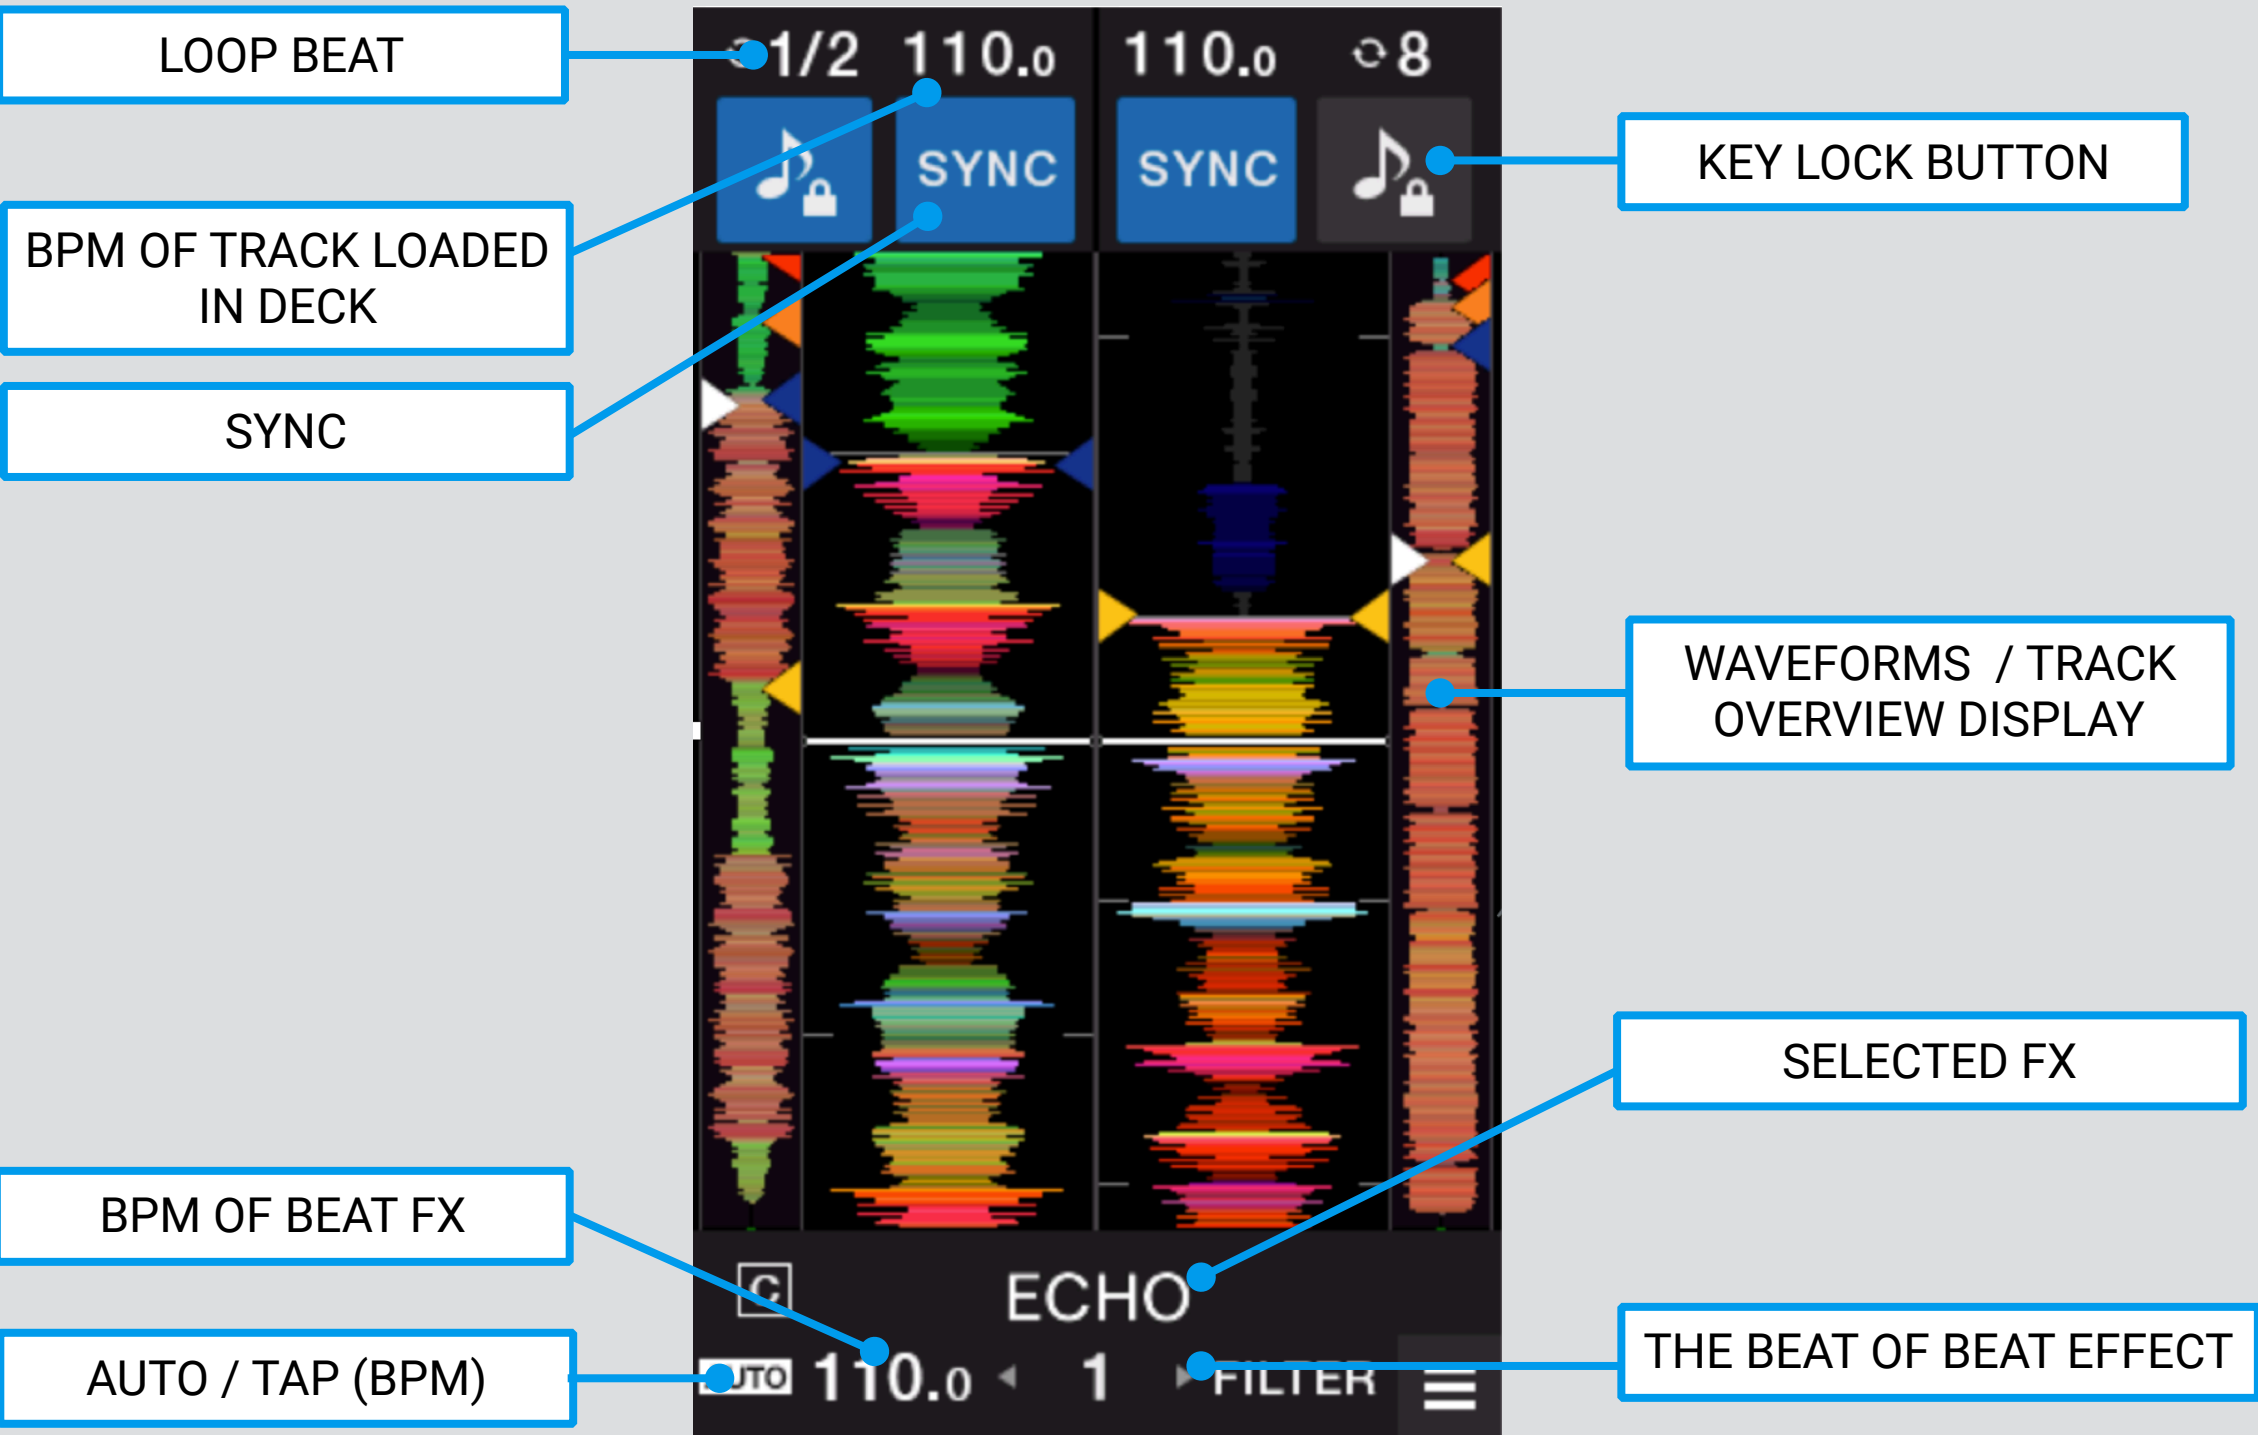 LOOP BEAT
1/2 110.0 110.0 8
SYNC SYNC
KEY LOCK BUTTON
BPM OF TRACK LOADED
IN DECK
SYNC
WAVEFORMS / TRACK
OVERVIEW DISPLAY
SELECTED FX
BPM OF BEAT FX
C ECHO
AUTO / TAP (BPM)
AUTO 110.0 1 FILTER
THE BEAT OF BEAT EFFECT